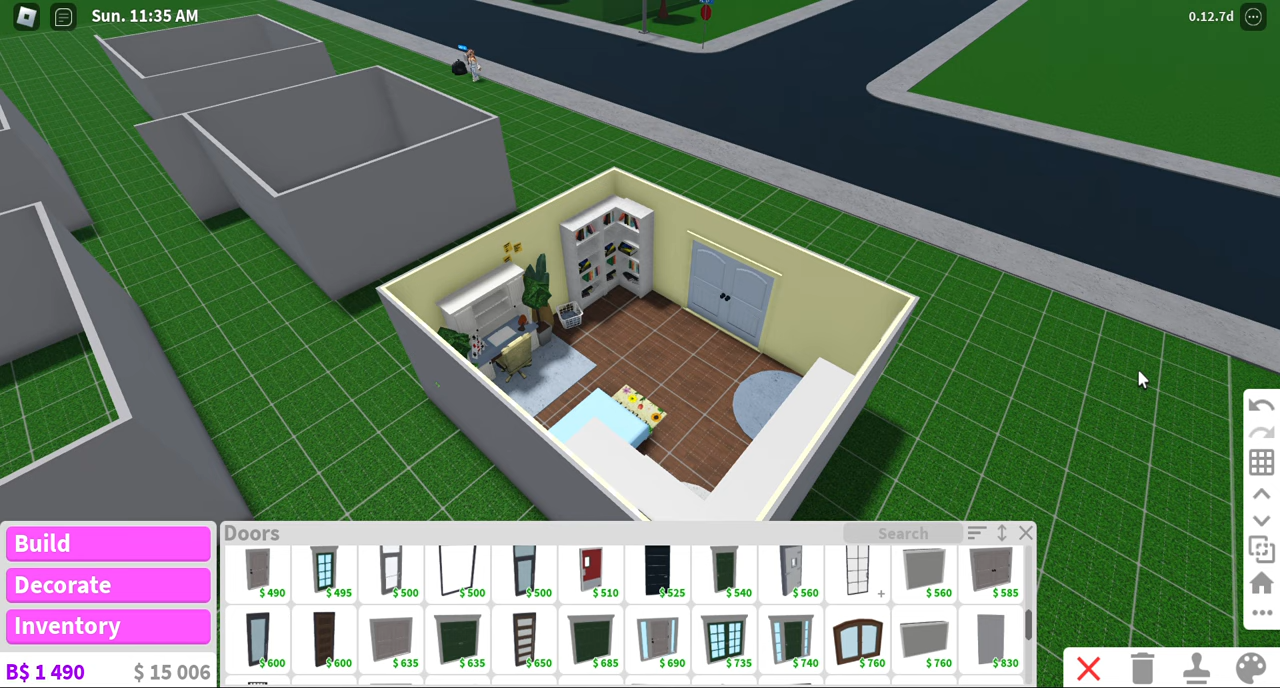 Sun. 11:35 AM
0.12.7d
Build
Decorate
Inventory
B$ 1 490
$ 15 006
Doors
Search
$ 490
$ 495
$ 500
$ 500
$ 500
$ 510
$ 525
$ 540
$ 560
+
$ 560
$ 585
$ 600
$ 600
$ 635
$ 635
$ 650
$ 685
$ 690
$ 735
$ 740
$ 760
$ 760
$ 830